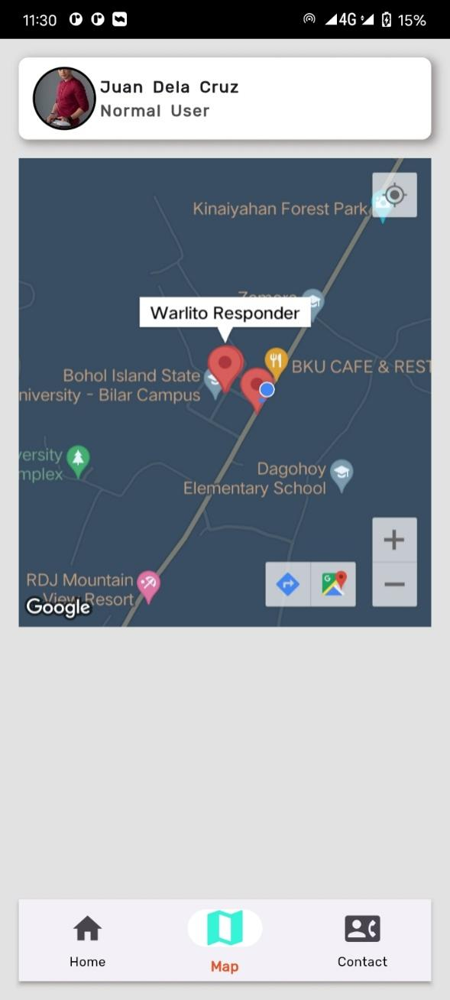 11:30
4G 15%
Juan Dela Cruz
Normal User
Kinaiyahan Forest Park
Zamora
Warlito Responder
BKU CAFE & REST
Bohol Island State
niversity - Bilar Campus
ersity
mplex
Dagohoy
Elementary School
RDJ Mountain
View Resort
Google
Home
Map
Contact